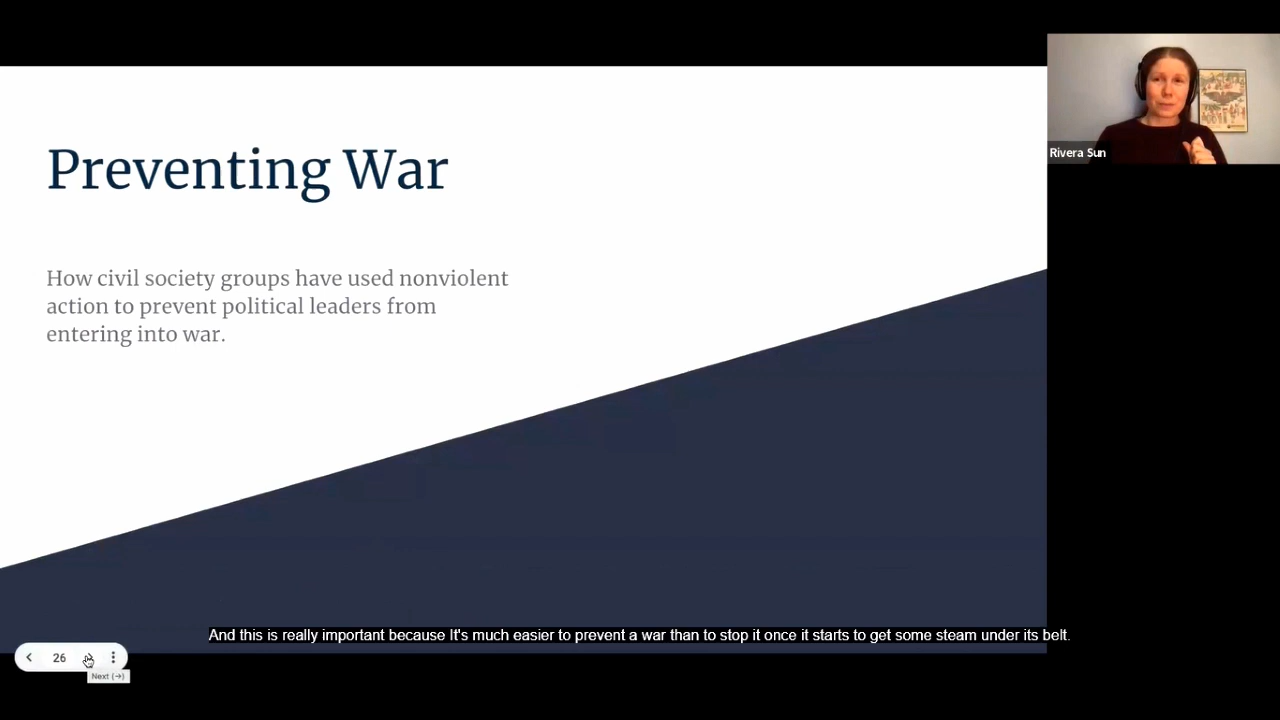 Preventing War
Rivera Sun
How civil society groups have used nonviolent
action to prevent political leaders from
entering into war.
And this is really important because It's much easier to prevent a war than to stop it once it starts to get some steam under its belt.
26
Next (→)